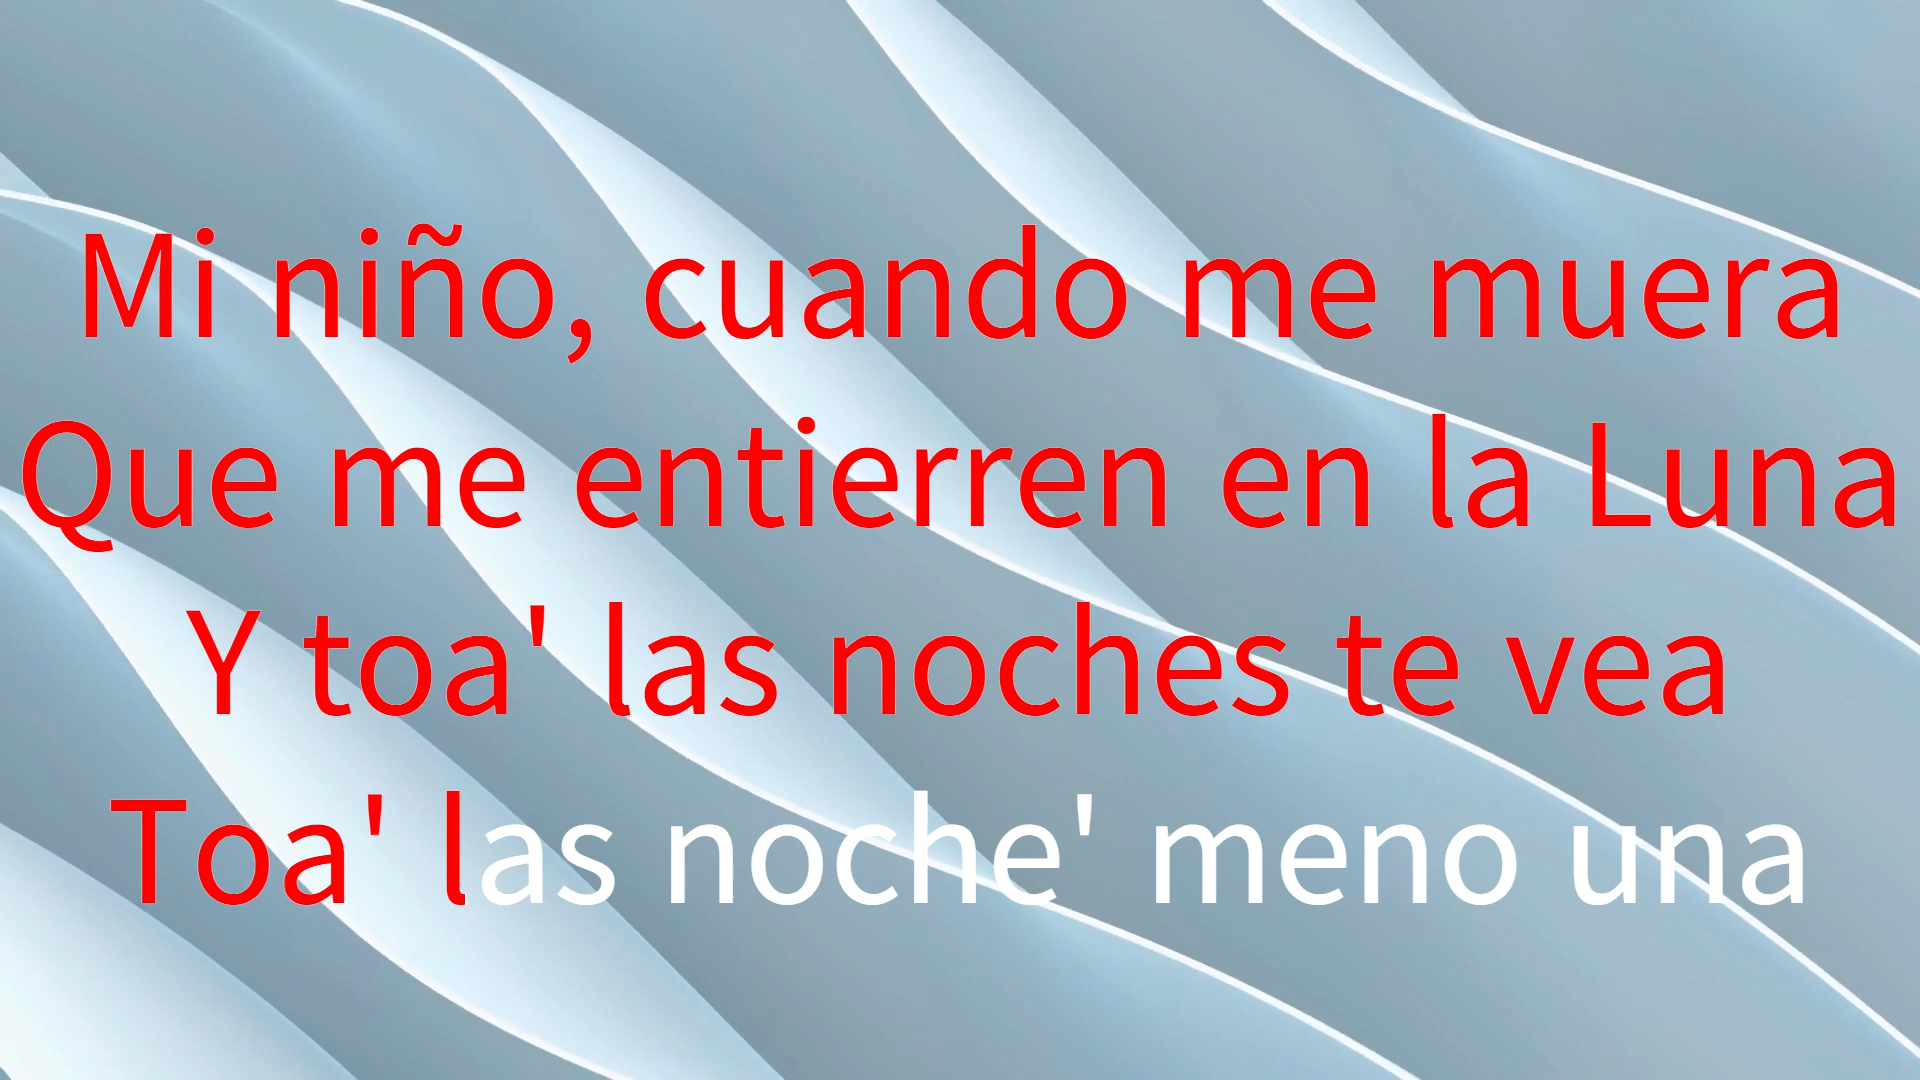 Mi niño, cuando me muera
Que me entierren en la Luna
Y toa' las noches te vea
Toa' las noche' meno una